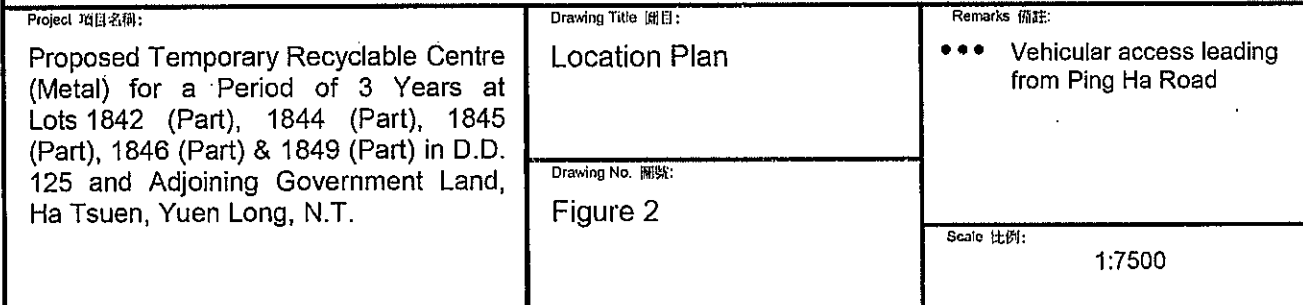 Project 項目名稱:
Proposed Temporary Recyclable Centre
(Metal) for a Period of 3 Years at
Lots 1842 (Part), 1844 (Part), 1845
(Part), 1846 (Part) & 1849 (Part) in D.D.
125 and Adjoining Government Land,
Ha Tsuen, Yuen Long, N.T.
Drawing Title 圖目:
Location Plan
Drawing No. 圖號:
Figure 2
Remarks 備註:
●●● Vehicular access leading
from Ping Ha Road
Scale 比例:
1:7500